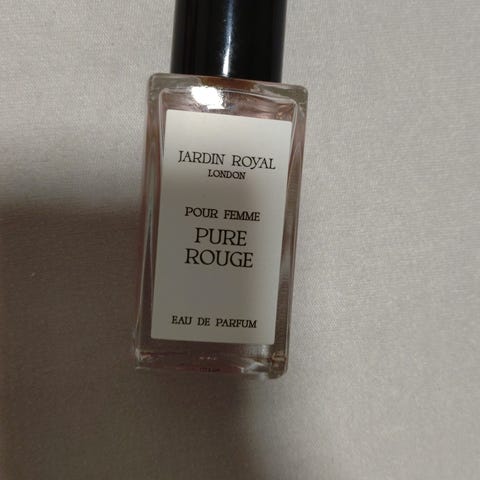 JARDIN ROYAL
LONDON
POUR FEMME
PURE
ROUGE
EAU DE PARFUM